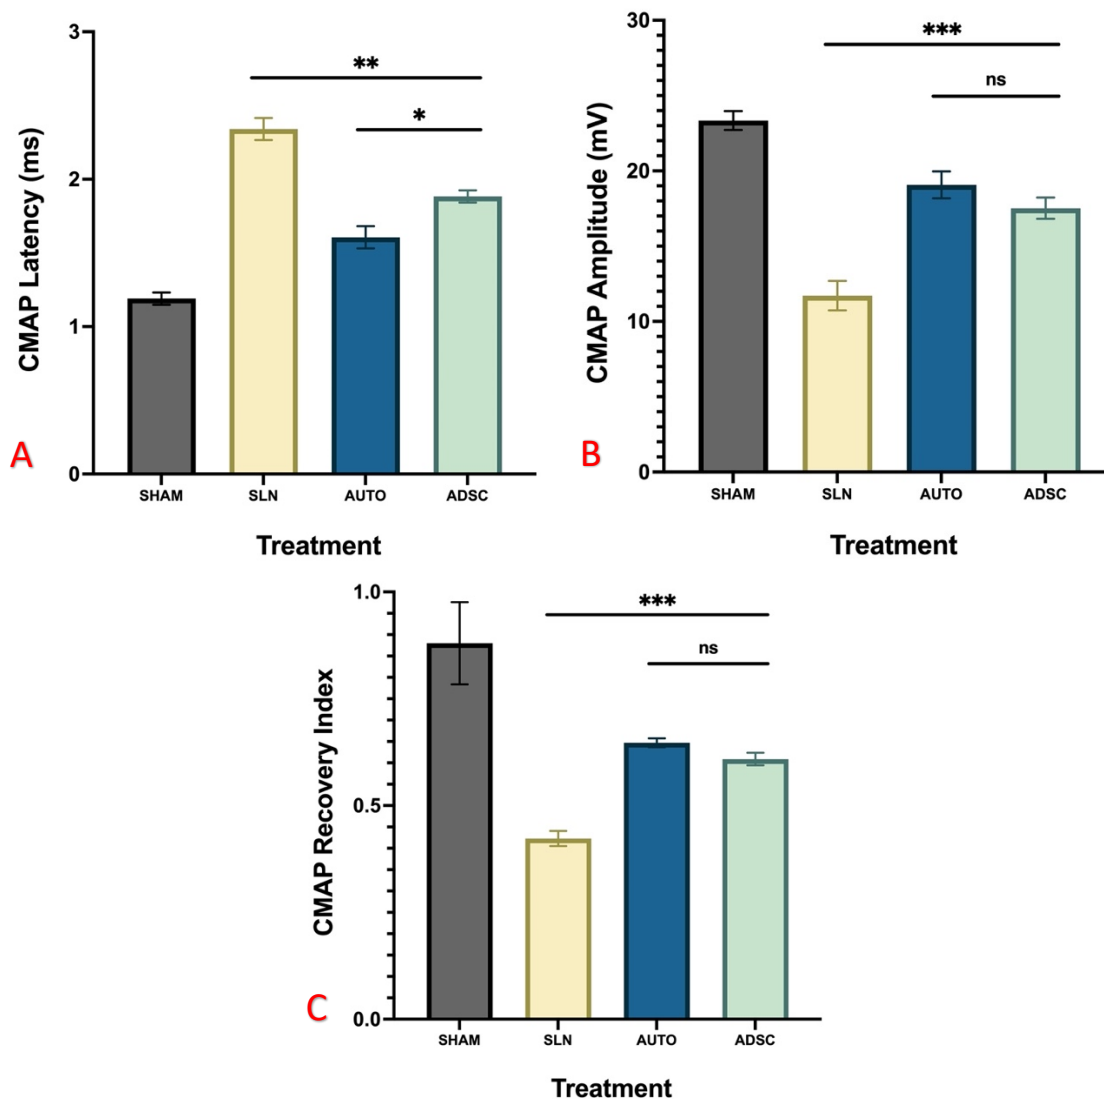 3
2
1
0
CMAP Latency (ms)
**
*
SHAM SLN AUTO ADSC
Treatment
A
30
20
10
0
CMAP Amplitude (mV)
***
ns
SHAM SLN AUTO ADSC
Treatment
B
1.0
0.5
0.0
CMAP Recovery Index
***
ns
SHAM SLN AUTO ADSC
Treatment
C